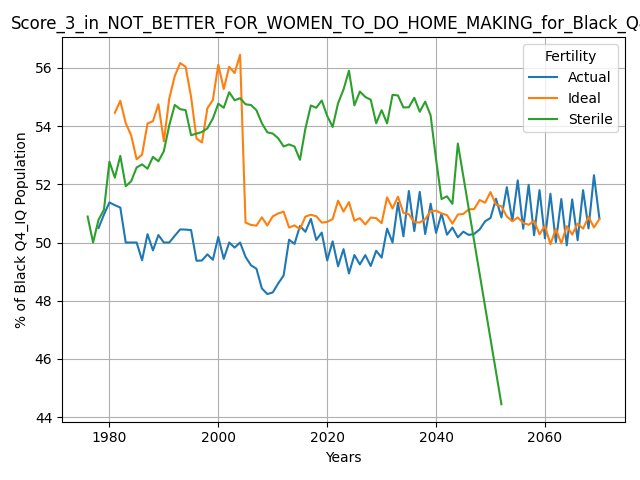 Score_3_in_NOT_BETTER_FOR_WOMEN_TO_DO_HOME_MAKING_for_Black_Q4
Fertility
Actual
Ideal
Sterile
% of Black Q4_IQ Population
56
54
52
50
48
46
44
1980
2000
2020
2040
2060
Years